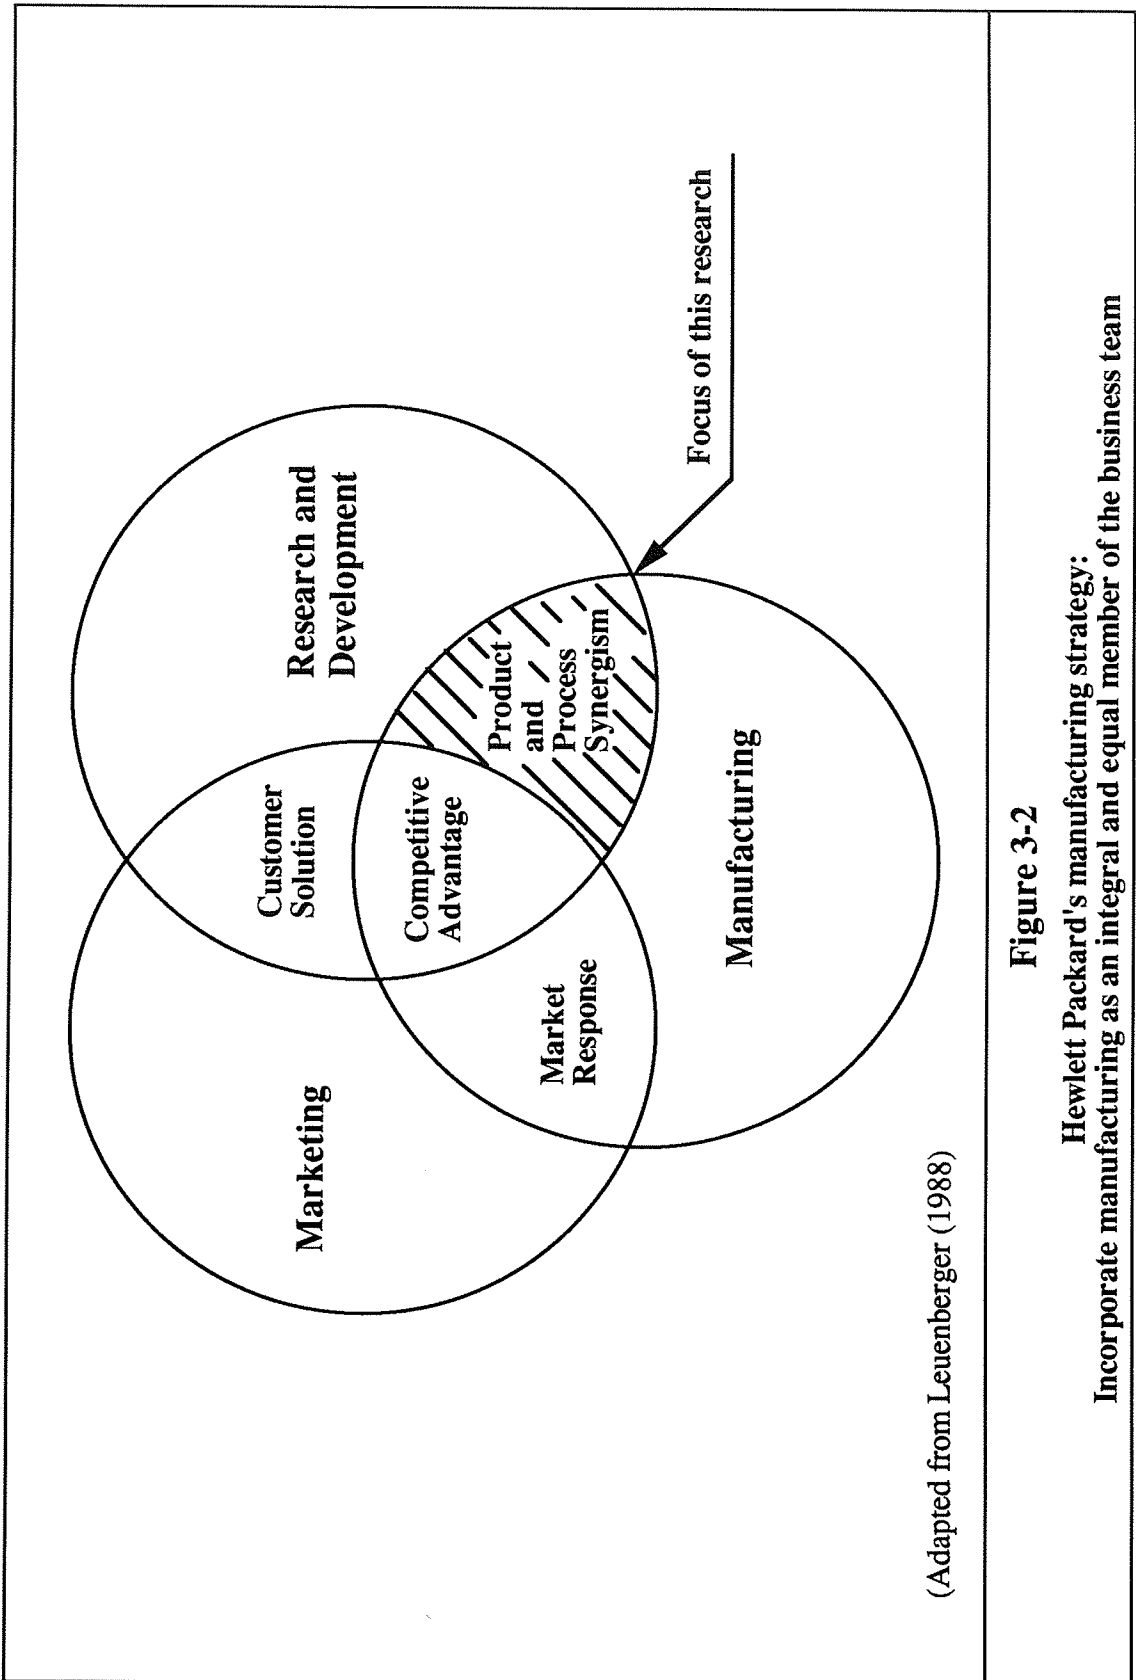 Marketing
Research and
Development
Customer
Solution
Competitive
Advantage
Market
Response
Product
and
Process
Synergism
Manufacturing
Focus of this research
(Adapted from Leuenberger (1988)
Figure 3-2
Hewlett Packard's manufacturing strategy:
Incorporate manufacturing as an integral and equal member of the business team